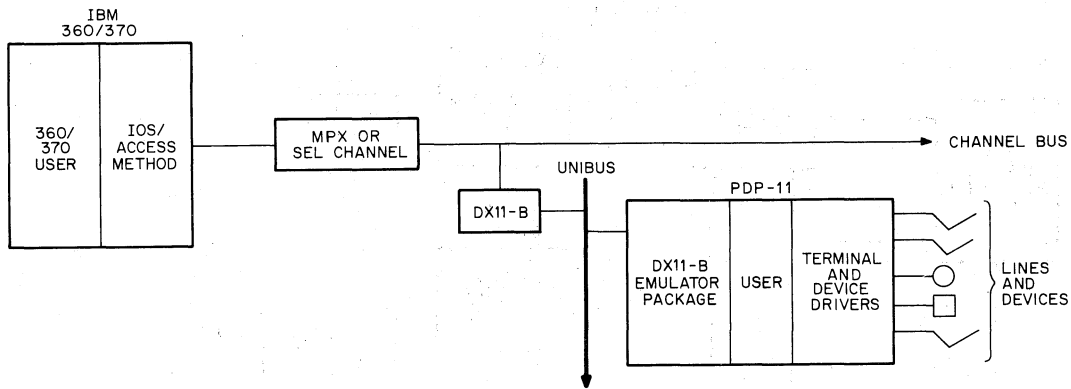 IBM
360/370
360/
370
USER
IOS/
ACCESS
METHOD
MPX OR
SEL CHANNEL
CHANNEL BUS
UNIBUS
DX11-B
PDP-11
DX11-B
EMULATOR
PACKAGE
USER
TERMINAL
AND
DEVICE
DRIVERS
LINES
AND
DEVICES